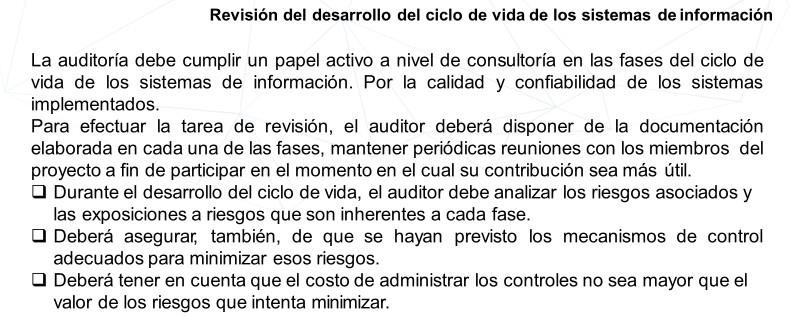 Revisión del desarrollo del ciclo de vida de los sistemas de información
La auditoría debe cumplir un papel activo a nivel de consultoría en las fases del ciclo de
vida de los sistemas de información. Por la calidad y confiabilidad de los sistemas
implementados.
Para efectuar la tarea de revisión, el auditor deberá disponer de la documentación
elaborada en cada una de las fases, mantener periódicas reuniones con los miembros del
proyecto a fin de participar en el momento en el cual su contribución sea más útil.
❑ Durante el desarrollo del ciclo de vida, el auditor debe analizar los riesgos asociados y
las exposiciones a riesgos que son inherentes a cada fase.
❑ Deberá asegurar, también, de que se hayan previsto los mecanismos de control
adecuados para minimizar esos riesgos.
❑ Deberá tener en cuenta que el costo de administrar los controles no sea mayor que el
valor de los riesgos que intenta minimizar.